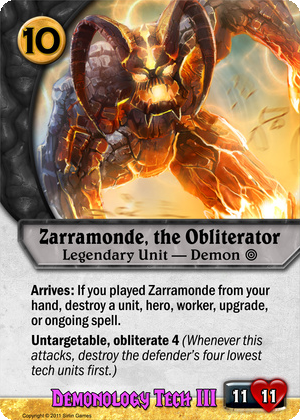 10
Zarramonde, the Obliterator
Legendary Unit — Demon
Arrives: If you played Zarramonde from your
hand, destroy a unit, hero, worker, upgrade,
or ongoing spell.
Untargetable, obliterate 4 (Whenever this
attacks, destroy the defender's four lowest
tech units first.)
Demonology Tech III
11 11
Copyright © 2011 Sirlin Games